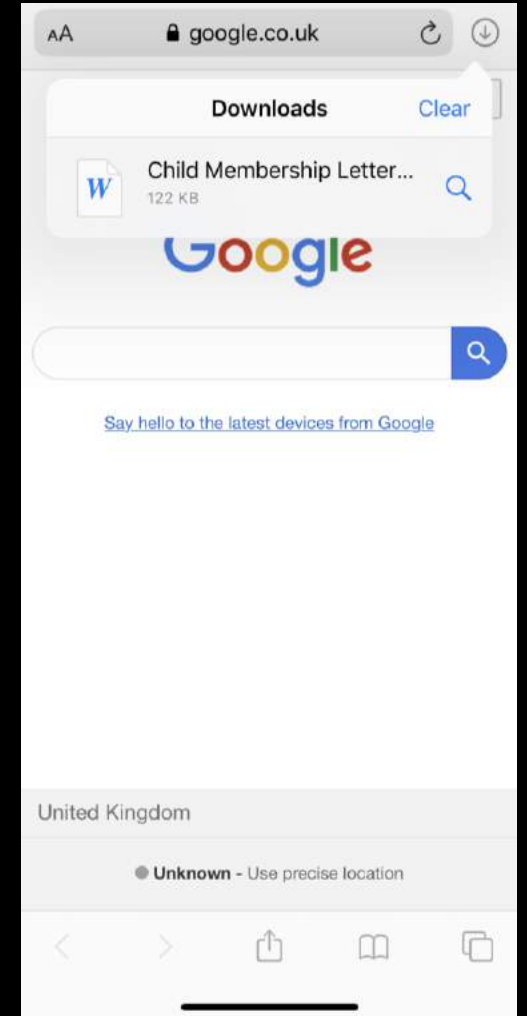 AA google.co.uk
Downloads Clear
W Child Membership Letter...
122 KB
Google
Say hello to the latest devices from Google
United Kingdom
Unknown - Use precise location